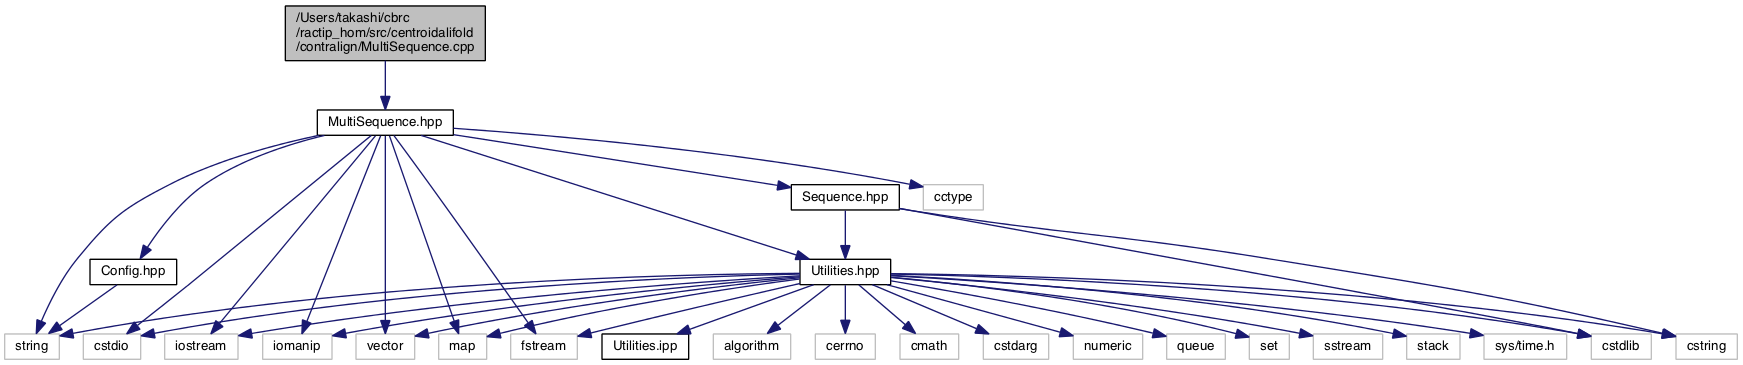 /Users/takashi/cbrc
/ractip_hom/src/centroidalifold
/contralign/MultiSequence.cpp
MultiSequence.hpp
Sequence.hpp
cctype
Config.hpp
Utilities.hpp
string
cstdio
iostream
iomanip
vector
map
fstream
Utilities.ipp
algorithm
cerrno
cmath
cstdarg
numeric
queue
set
sstream
stack
sys/time.h
cstdlib
cstring